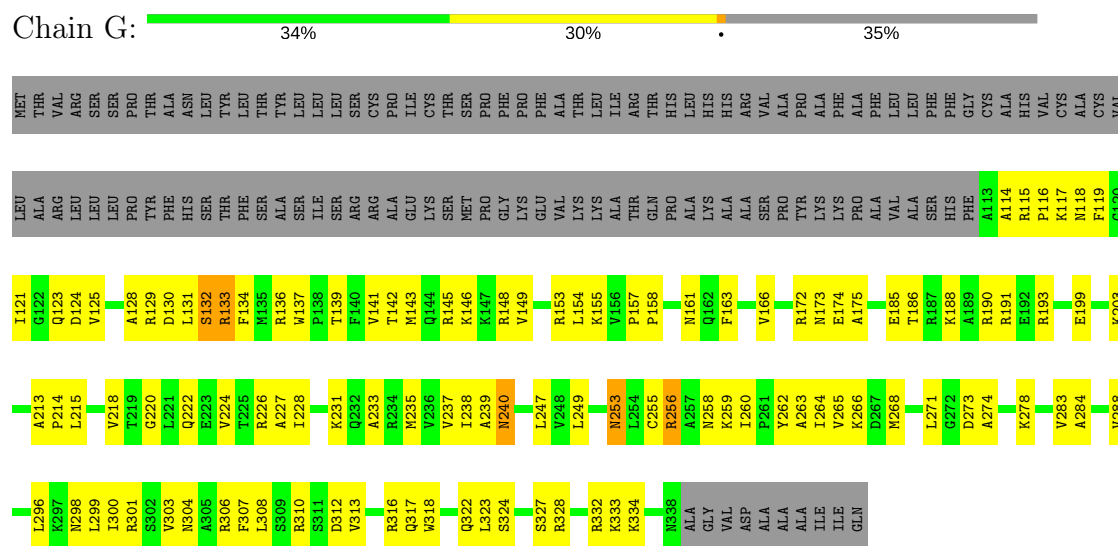 Chain G:
34% 30% • 35%
MET THR VAL ARG SER SER PRO THR ALA ASN LEU TYR LEU THR TYR LEU LEU LEU SER CYS PRO ILE CYS THR SER PRO PHE PRO PRO PHE ALA THR LEU ILE ARG THR HIS LEU HIS HIS ARG VAL ALA PRO ALA PHE ALA PHE LEU LEU PHE PHE GLY CYS ALA HIS VAL CYS ALA CYS VAL
LEU ALA ARG LEU LEU LEU PRO TYR PHE HIS SER THR PHE SER ALA SER ILE SER ARG ARG ALA GLU LYS SER MET PRO GLY LYS GLU VAL LYS LYS ALA THR GLN PRO ALA LYS ALA ALA SER PRO TYR LYS LYS PRO ALA VAL ALA SER HIS PHE A113 A114 R115 P116 K117 N118 F119 G120
I121 G122 Q123 D124 V125 A128 R129 D130 L131 S132 R133 F134 M135 R136 W137 P138 T139 F140 V141 T142 M143 Q144 R145 K146 K147 R148 V149 R153 L154 K155 V156 P157 P158 N161 Q162 F163 V166 R172 N173 E174 A175 E185 T186 R187 K188 A189 R190 R191 E192 R193 E199 K203
A213 P214 L215 V218 T219 G220 L221 Q222 E223 V224 T225 R226 A227 I228 K231 Q232 A233 R234 M235 V236 V237 I238 A239 N240 L247 V248 L249 N253 L254 C255 R256 A257 N258 K259 I260 P261 Y262 A263 I264 V265 K266 D267 M268 L271 G272 D273 A274 K278 V283 A284
L296 K297 N298 L299 I300 R301 S302 V303 N304 A305 R306 F307 L308 S309 R310 S311 D312 V313 R316 Q317 W318 Q322 L323 S324 S327 R328 R332 K333 K334 N338 ALA GLY VAL ASP ALA ALA ALA ILE ILE GLN